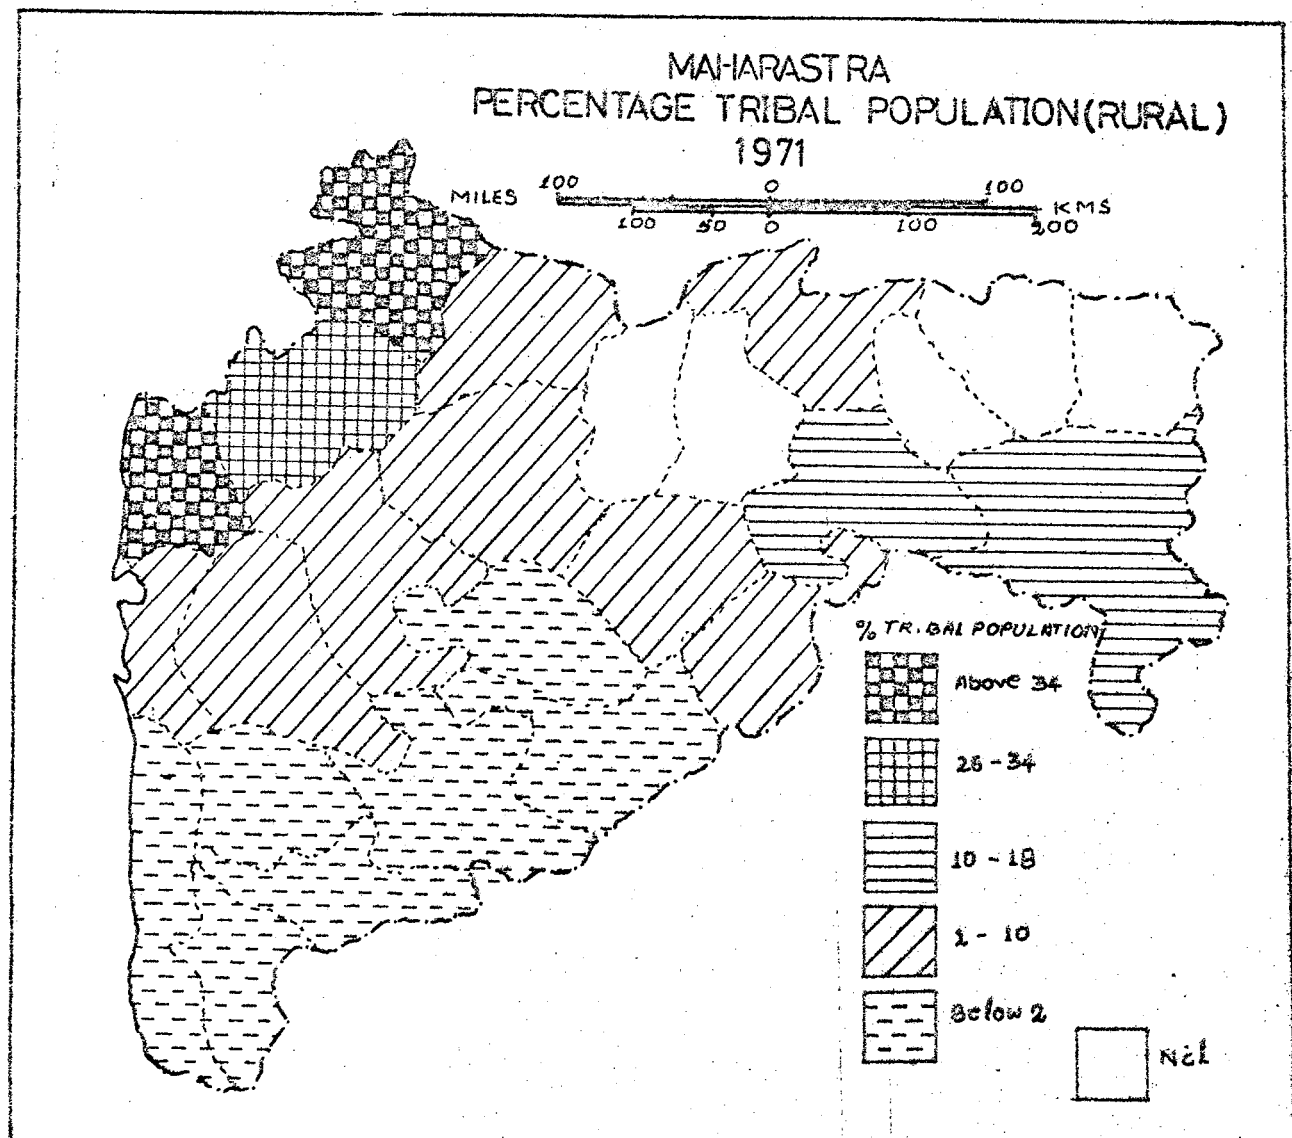 MAHARASTRA
PERCENTAGE TRIBAL POPULATION(RURAL)
1971
MILES 100 0 100 KMS
100 50 0 100 200
% TRIBAL POPULATION
Above 34
26 - 34
10 - 18
2 - 10
Below 2
Nil